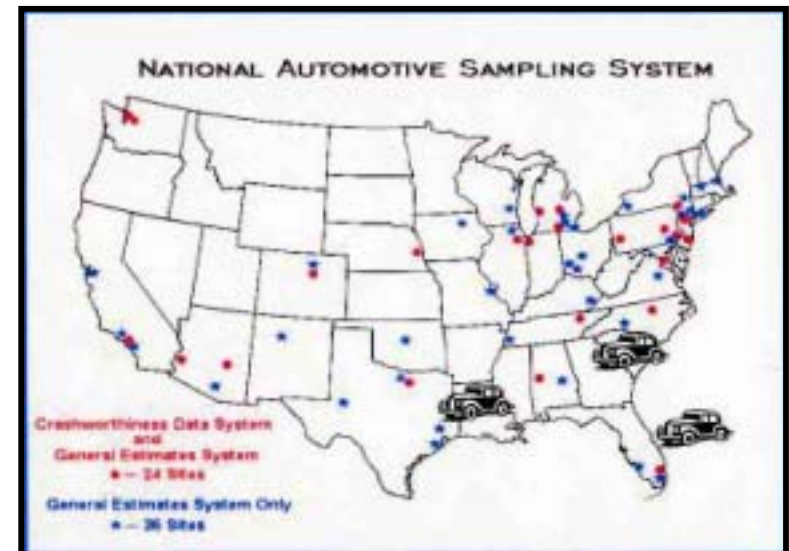 NATIONAL AUTOMOTIVE SAMPLING SYSTEM
Crashworthiness Data System
and
General Estimates System
* — 24 Sites
General Estimates System Only
* — 36 Sites